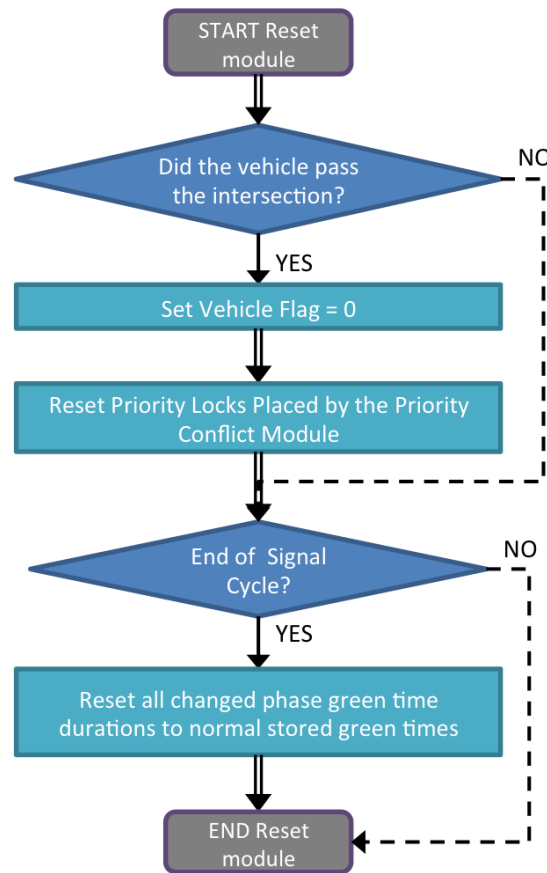 START Reset
module
Did the vehicle pass
the intersection?
NO
YES
Set Vehicle Flag = 0
Reset Priority Locks Placed by the Priority
Conflict Module
End of Signal
Cycle?
NO
YES
Reset all changed phase green time
durations to normal stored green times
END Reset
module